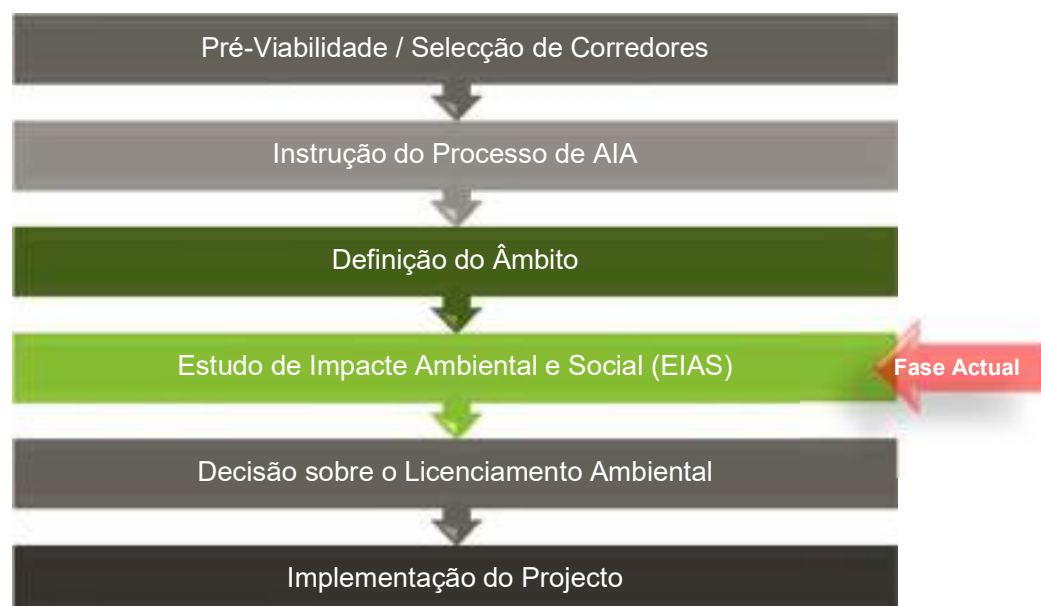 Pré-Viabilidade / Selecção de Corredores
Instrução do Processo de AIA
Definição do Âmbito
Estudo de Impacte Ambiental e Social (EIAS)
Fase Actual
Decisão sobre o Licenciamento Ambiental
Implementação do Projecto